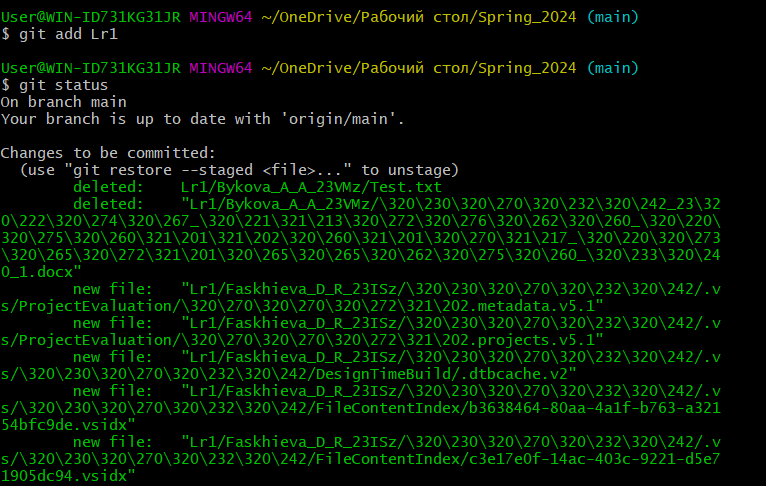 User@WIN-ID731KG31JR MINGW64 ~/OneDrive/Рабочий стол/Spring_2024 (main)
$ git add Lr1
User@WIN-ID731KG31JR MINGW64 ~/OneDrive/Рабочий стол/Spring_2024 (main)
$ git status
On branch main
Your branch is up to date with 'origin/main'.
Changes to be committed:
  (use "git restore --staged <file>..." to unstage)
        deleted:    Lr1/Bykova_A_A_23VMz/Test.txt
        deleted:    "Lr1/Bykova_A_A_23VMz/\320\230\320\270\320\232\320\242_23\32
0\222\320\274\320\267_\320\221\321\213\320\272\320\276\320\262\320\260_\320\220\
320\275\320\260\321\201\321\202\320\260\321\201\320\270\321\217_\320\220\320\273
\320\265\320\272\321\201\320\265\320\265\320\262\320\275\320\260_\320\233\320\24
0_1.docx"
        new file:   "Lr1/Faskhieva_D_R_23ISz/\320\230\320\270\320\232\320\242/.v
s/ProjectEvaluation/\320\270\320\270\320\272\321\202.metadata.v5.1"
        new file:   "Lr1/Faskhieva_D_R_23ISz/\320\230\320\270\320\232\320\242/.v
s/ProjectEvaluation/\320\270\320\270\320\272\321\202.projects.v5.1"
        new file:   "Lr1/Faskhieva_D_R_23ISz/\320\230\320\270\320\232\320\242/.v
s/\320\230\320\270\320\232\320\242/DesignTimeBuild/.dtbcache.v2"
        new file:   "Lr1/Faskhieva_D_R_23ISz/\320\230\320\270\320\232\320\242/.v
s/\320\230\320\270\320\232\320\242/FileContentIndex/b3638464-80aa-4a1f-b763-a321
54bfc9de.vsidx"
        new file:   "Lr1/Faskhieva_D_R_23ISz/\320\230\320\270\320\232\320\242/.v
s/\320\230\320\270\320\232\320\242/FileContentIndex/c3e17e0f-14ac-403c-9221-d5e7
1905dc94.vsidx"